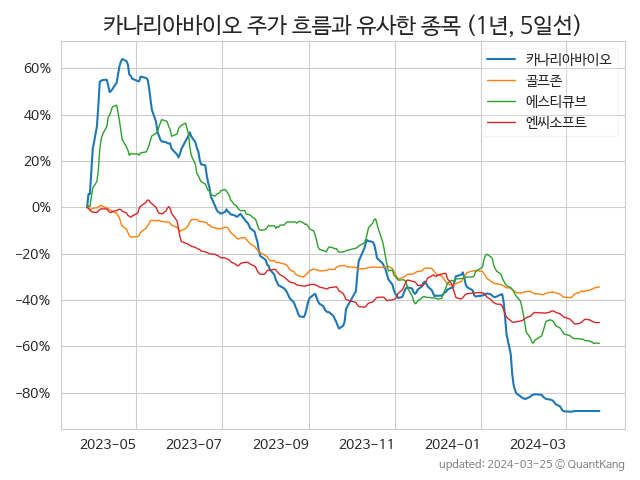 카나리아바이오 주가 흐름과 유사한 종목 (1년, 5일선)
카나리아바이오
골프존
에스티큐브
엔씨소프트
60%
40%
20%
0%
−20%
−40%
−60%
−80%
2023-05 2023-07 2023-09 2023-11 2024-01 2024-03
updated: 2024-03-25 © QuantKang